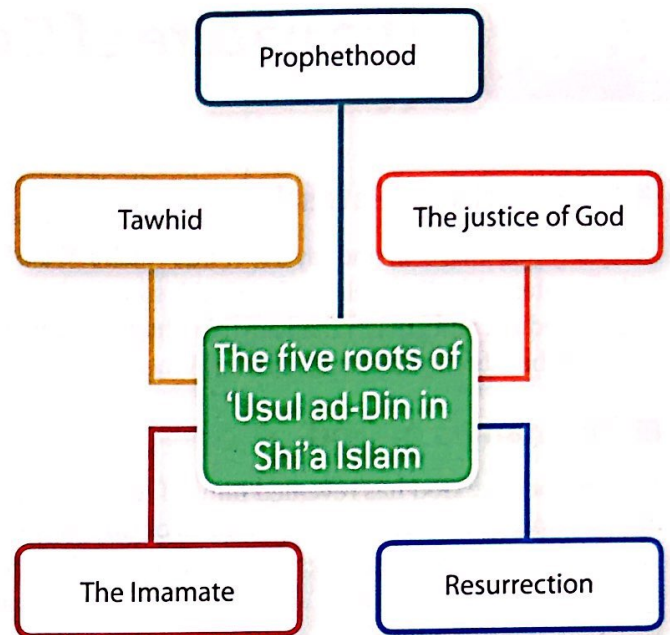 Prophethood
Tawhid
The justice of God
The five roots of
‘Usul ad-Din in
Shi’a Islam
The Imamate
Resurrection